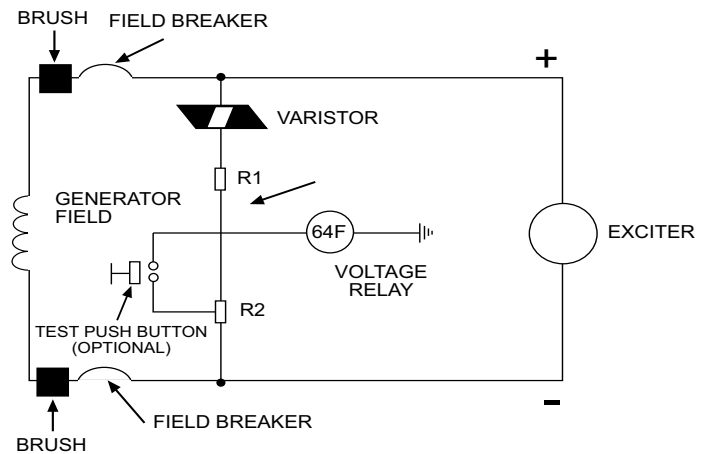 BRUSH
FIELD BREAKER
+
VARISTOR
R1
GENERATOR
FIELD
64F
EXCITER
VOLTAGE
RELAY
R2
TEST PUSH BUTTON
(OPTIONAL)
-
FIELD BREAKER
BRUSH